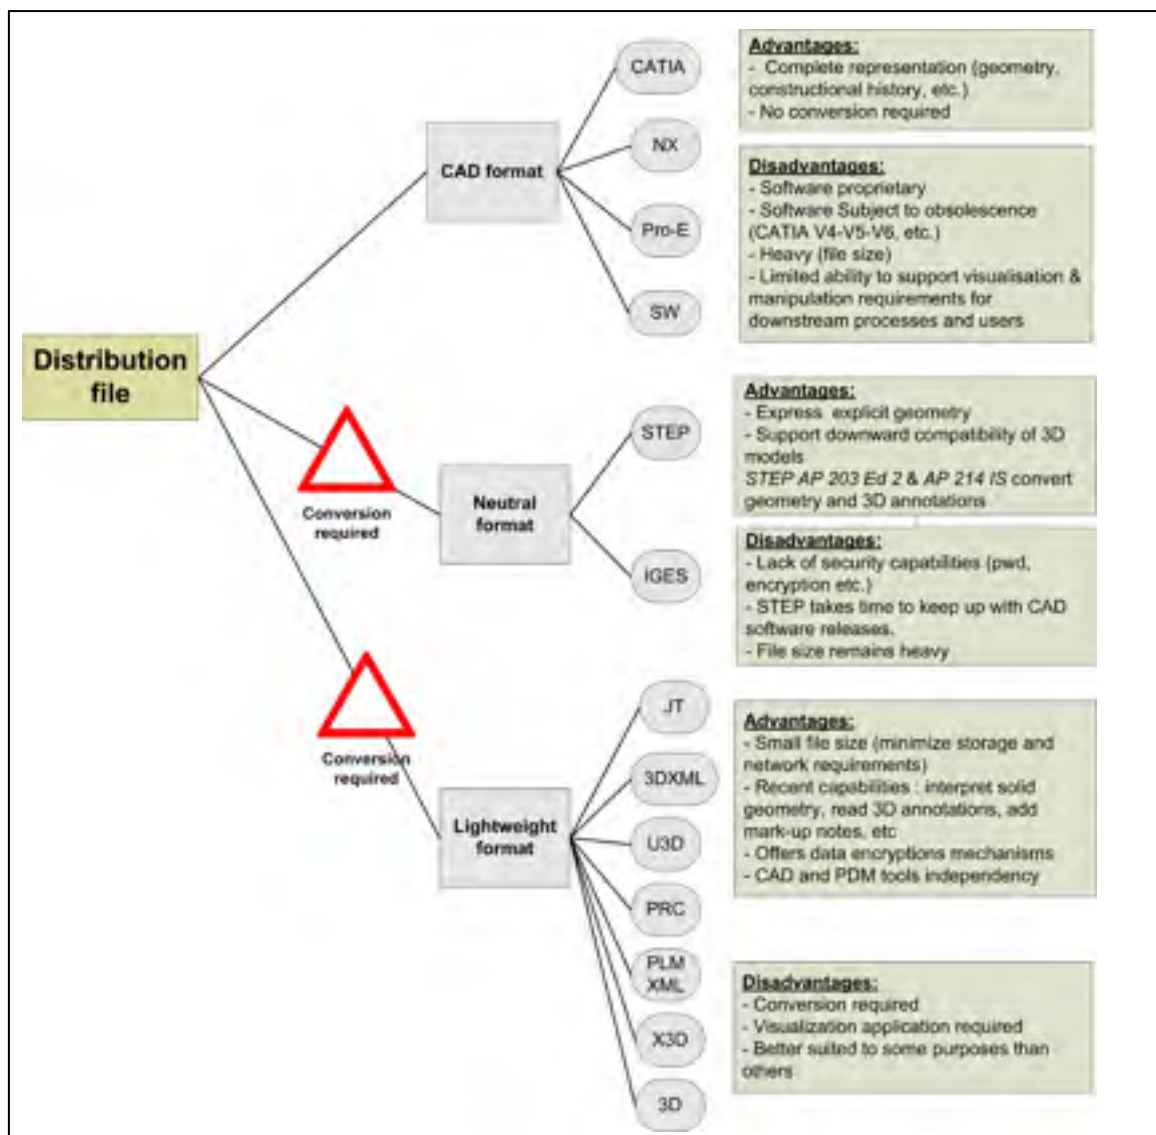 Distribution
file
Conversion
required
Conversion
required
CAD format
CATIA
NX
Pro-E
SW
Advantages:
- Complete representation (geometry,
constructional history, etc.)
- No conversion required
Disadvantages:
- Software proprietary
- Software Subject to obsolescence
(CATIA V4-V5-V6, etc.)
- Heavy (file size)
- Limited ability to support visualisation &
manipulation requirements for
downstream processes and users
Neutral
format
STEP
IGES
Advantages:
- Express explicit geometry
- Support downward compatibility of 3D
models
STEP AP 203 Ed 2 & AP 214 IS convert
geometry and 3D annotations
Disadvantages:
- Lack of security capabilities (pwd,
encryption etc.)
- STEP takes time to keep up with CAD
software releases.
- File size remains heavy
Lightweight
format
JT
3DXML
U3D
PRC
PLM
XML
X3D
3D
Advantages:
- Small file size (minimize storage and
network requirements)
- Recent capabilities : interpret solid
geometry, read 3D annotations, add
mark-up notes, etc
- Offers data encryptions mechanisms
- CAD and PDM tools independency
Disadvantages:
- Conversion required
- Visualization application required
- Better suited to some purposes than
others